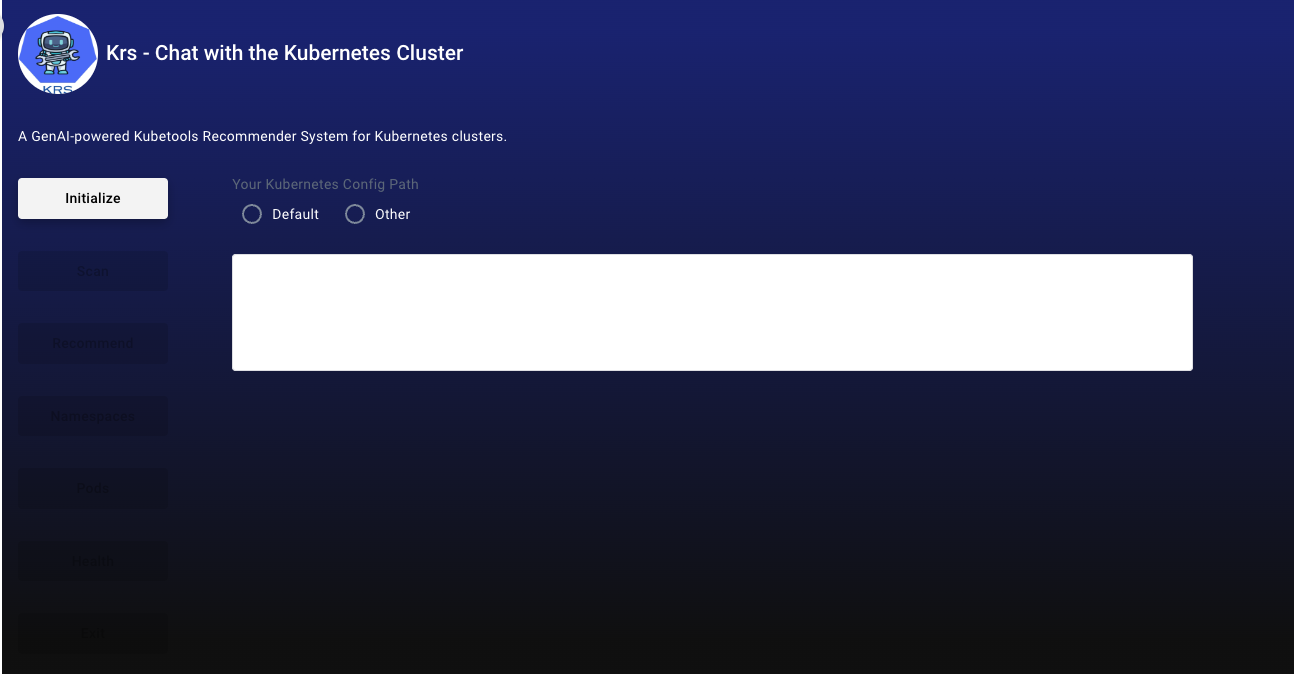 KRS
Krs - Chat with the Kubernetes Cluster
A GenAI-powered Kubetools Recommender System for Kubernetes clusters.
Initialize
Your Kubernetes Config Path
Default
Other
Scan
Recommend
Namespaces
Pods
Health
Exit